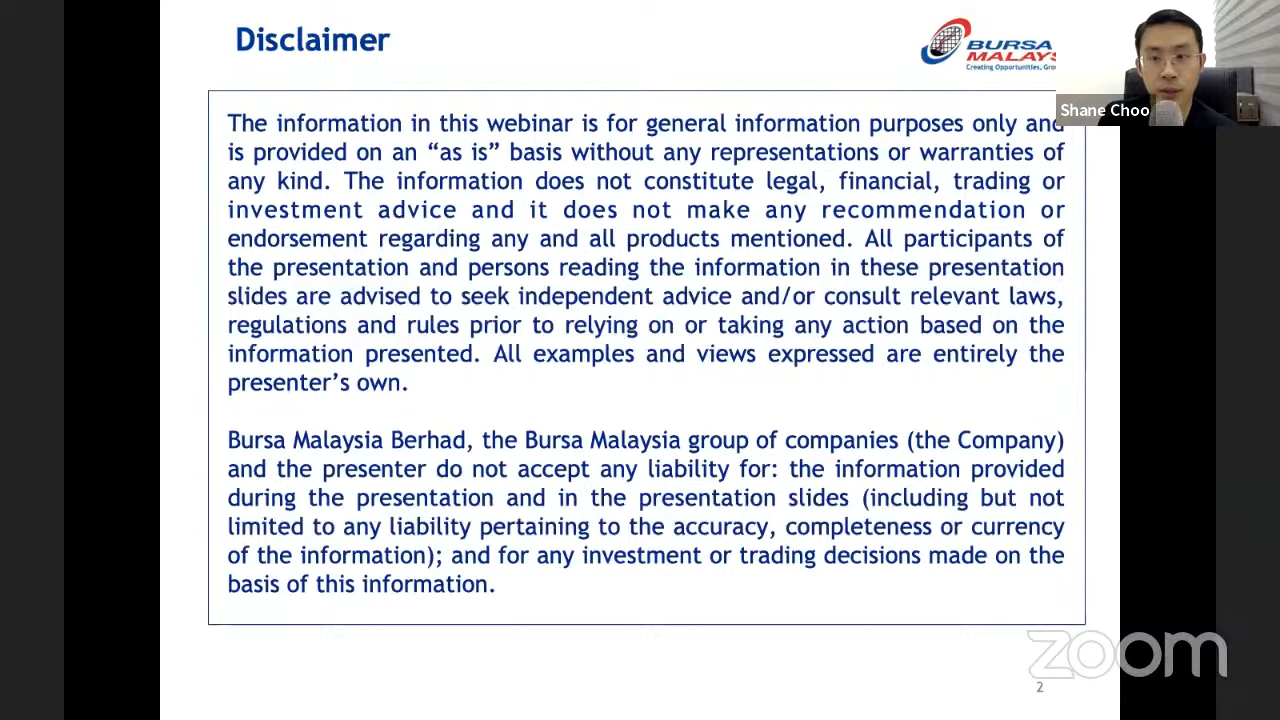 Disclaimer
BURSA
MALAYS
Creating Opportunities, Gro
Shane Choo
The information in this webinar is for general information purposes only and
is provided on an “as is” basis without any representations or warranties of
any kind. The information does not constitute legal, financial, trading or
investment advice and it does not make any recommendation or
endorsement regarding any and all products mentioned. All participants of
the presentation and persons reading the information in these presentation
slides are advised to seek independent advice and/or consult relevant laws,
regulations and rules prior to relying on or taking any action based on the
information presented. All examples and views expressed are entirely the
presenter’s own.
Bursa Malaysia Berhad, the Bursa Malaysia group of companies (the Company)
and the presenter do not accept any liability for: the information provided
during the presentation and in the presentation slides (including but not
limited to any liability pertaining to the accuracy, completeness or currency
of the information); and for any investment or trading decisions made on the
basis of this information.
zoom
2